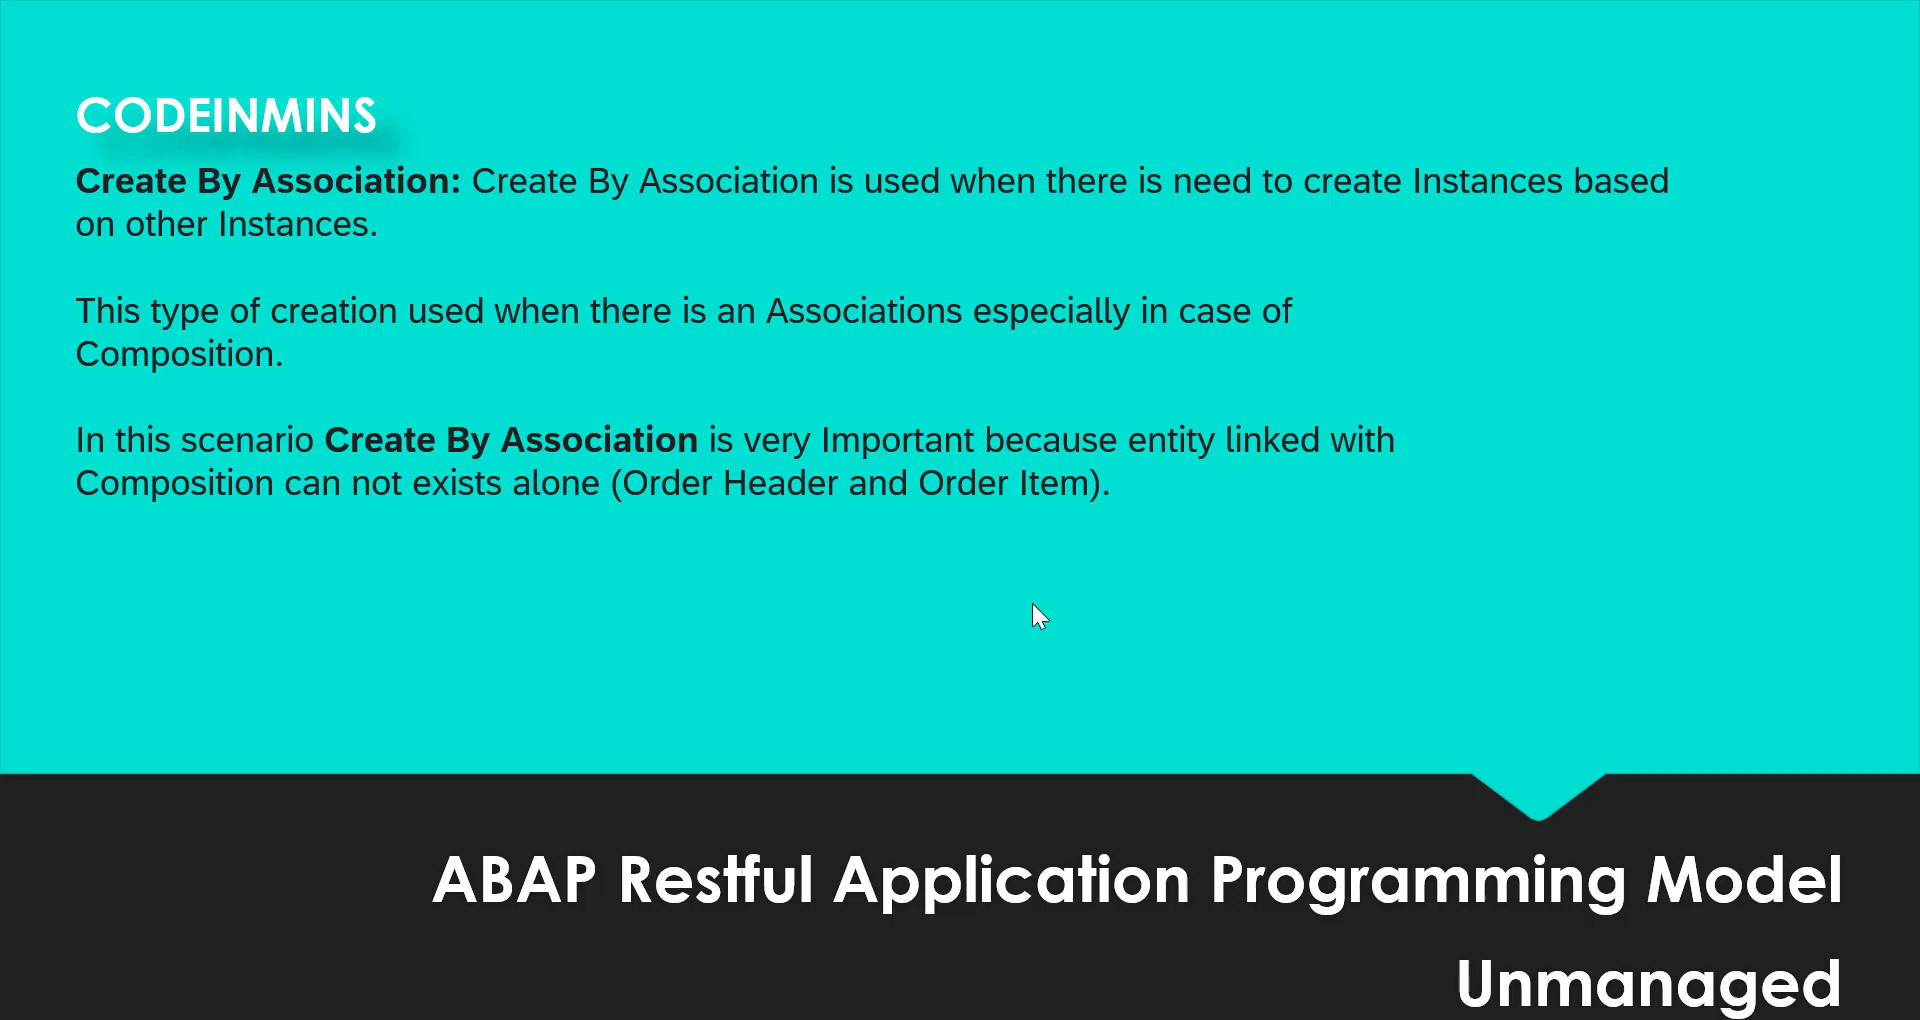 CODEINMINS
Create By Association: Create By Association is used when there is need to create Instances based
on other Instances.
This type of creation used when there is an Associations especially in case of
Composition.
In this scenario Create By Association is very Important because entity linked with
Composition can not exists alone (Order Header and Order Item).
ABAP Restful Application Programming Model
Unmanaged